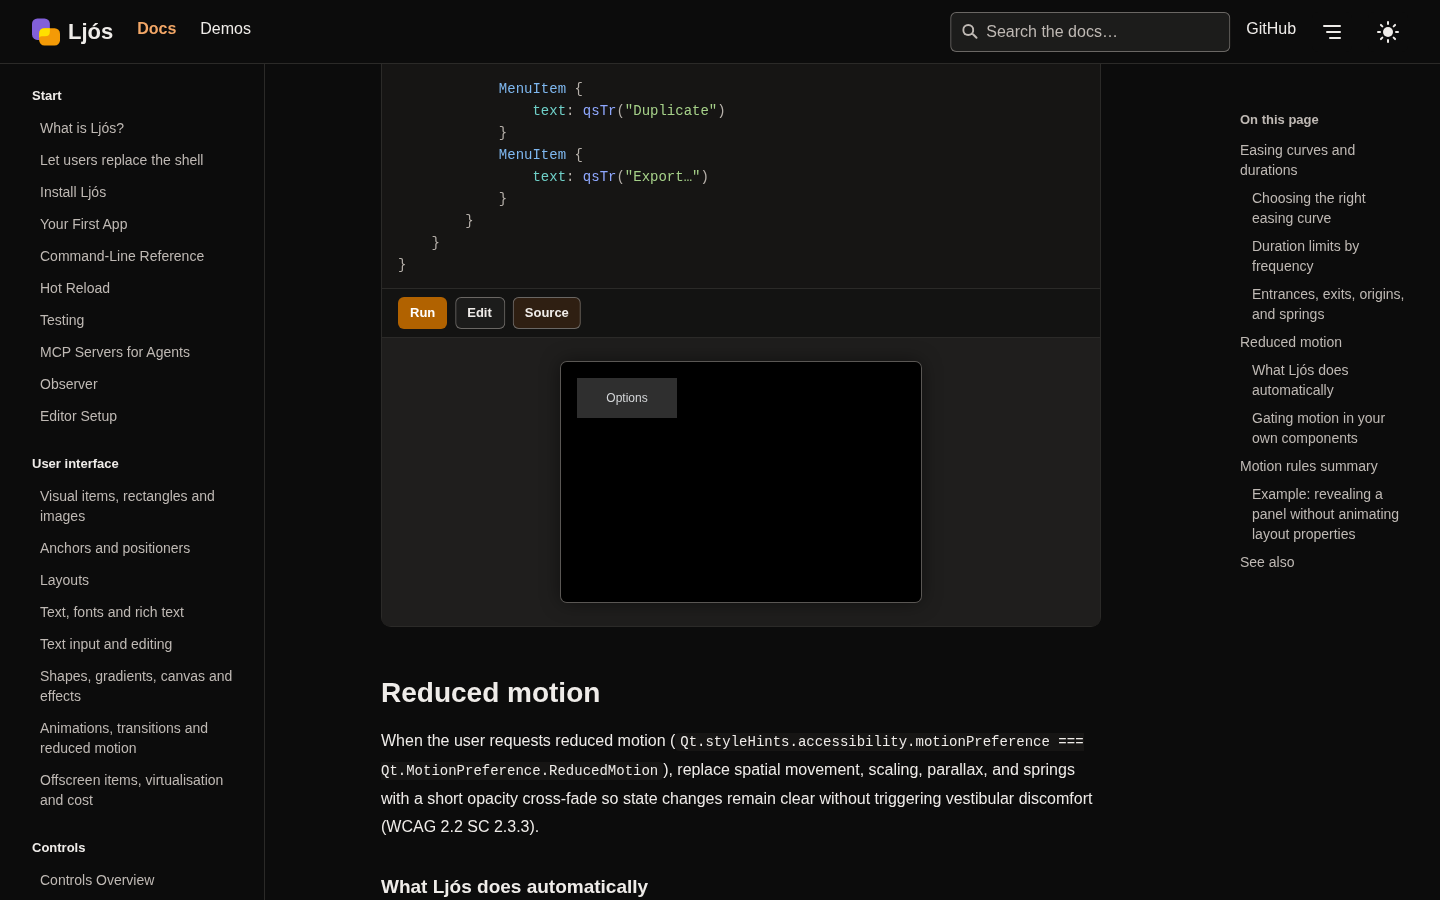 Ljós
Docs
Demos
Search the docs…
GitHub
Start
What is Ljós?
Let users replace the shell
Install Ljós
Your First App
Command-Line Reference
Hot Reload
Testing
MCP Servers for Agents
Observer
Editor Setup
User interface
Visual items, rectangles and
images
Anchors and positioners
Layouts
Text, fonts and rich text
Text input and editing
Shapes, gradients, canvas and
effects
Animations, transitions and
reduced motion
Offscreen items, virtualisation
and cost
Controls
Controls Overview
MenuItem {
text: qsTr("Duplicate")
}
MenuItem {
text: qsTr("Export…")
}
}
}
}
Run
Edit
Source
Options
Reduced motion
When the user requests reduced motion ( Qt.styleHints.accessibility.motionPreference ===
Qt.MotionPreference.ReducedMotion ), replace spatial movement, scaling, parallax, and springs
with a short opacity cross-fade so state changes remain clear without triggering vestibular discomfort
(WCAG 2.2 SC 2.3.3).
What Ljós does automatically
On this page
Easing curves and
durations
Choosing the right
easing curve
Duration limits by
frequency
Entrances, exits, origins,
and springs
Reduced motion
What Ljós does
automatically
Gating motion in your
own components
Motion rules summary
Example: revealing a
panel without animating
layout properties
See also